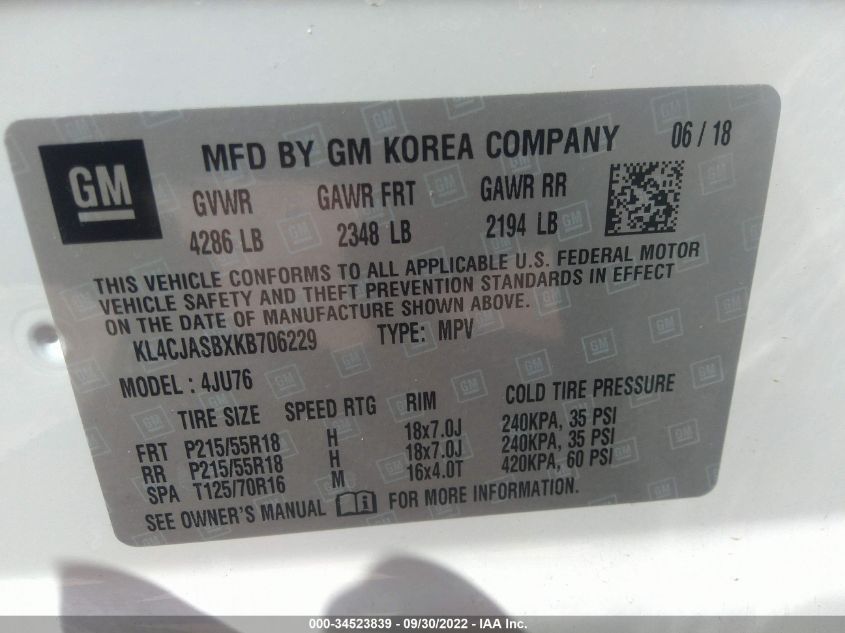 GM
MFD BY GM KOREA COMPANY 06 / 18
GVWR GAWR FRT GAWR RR
4286 LB 2348 LB 2194 LB
THIS VEHICLE CONFORMS TO ALL APPLICABLE U.S. FEDERAL MOTOR
VEHICLE SAFETY AND THEFT PREVENTION STANDARDS IN EFFECT
ON THE DATE OF MANUFACTURE SHOWN ABOVE.
KL4CJASBXKB706229 TYPE: MPV
MODEL : 4JU76
TIRE SIZE SPEED RTG RIM COLD TIRE PRESSURE
FRT P215/55R18 H 18x7.0J 240KPA, 35 PSI
RR P215/55R18 H 18x7.0J 240KPA, 35 PSI
SPA T125/70R16 M 16x4.0T 420KPA, 60 PSI
SEE OWNER'S MANUAL i FOR MORE INFORMATION.
000-34523839 - 09/30/2022 - IAA Inc.